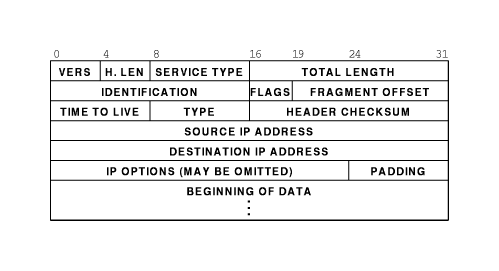 0 4 8 16 19 24 31
VERS H. LEN SERVICE TYPE TOTAL LENGTH
IDENTIFICATION FLAGS FRAGMENT OFFSET
TIME TO LIVE TYPE HEADER CHECKSUM
SOURCE IP ADDRESS
DESTINATION IP ADDRESS
IP OPTIONS (MAY BE OMITTED) PADDING
BEGINNING OF DATA